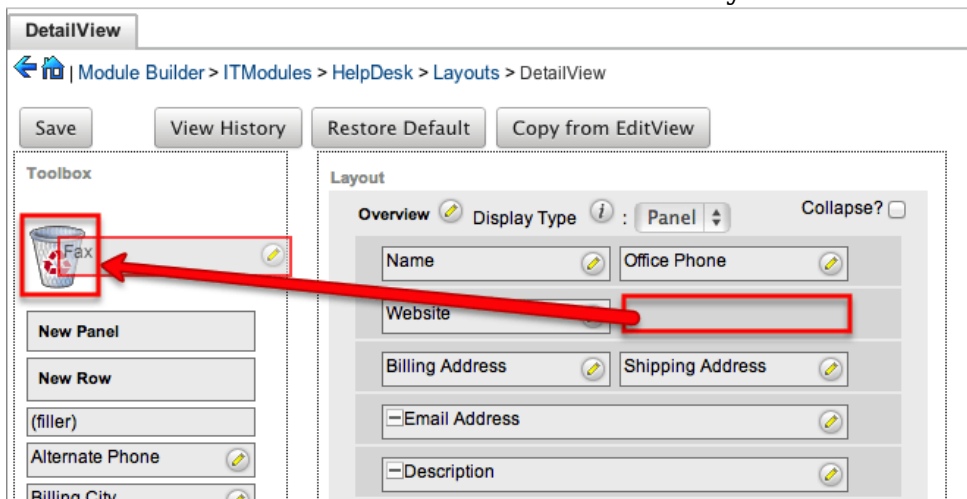 DetailView
| Module Builder > ITModules > HelpDesk > Layouts > DetailView
Save View History Restore Default Copy from EditView
Toolbox
Fax
New Panel
New Row
(filler)
Alternate Phone
Billing City
Layout
Overview Display Type i : Panel Collapse?
Name Office Phone
Website
Billing Address Shipping Address
Email Address
Description